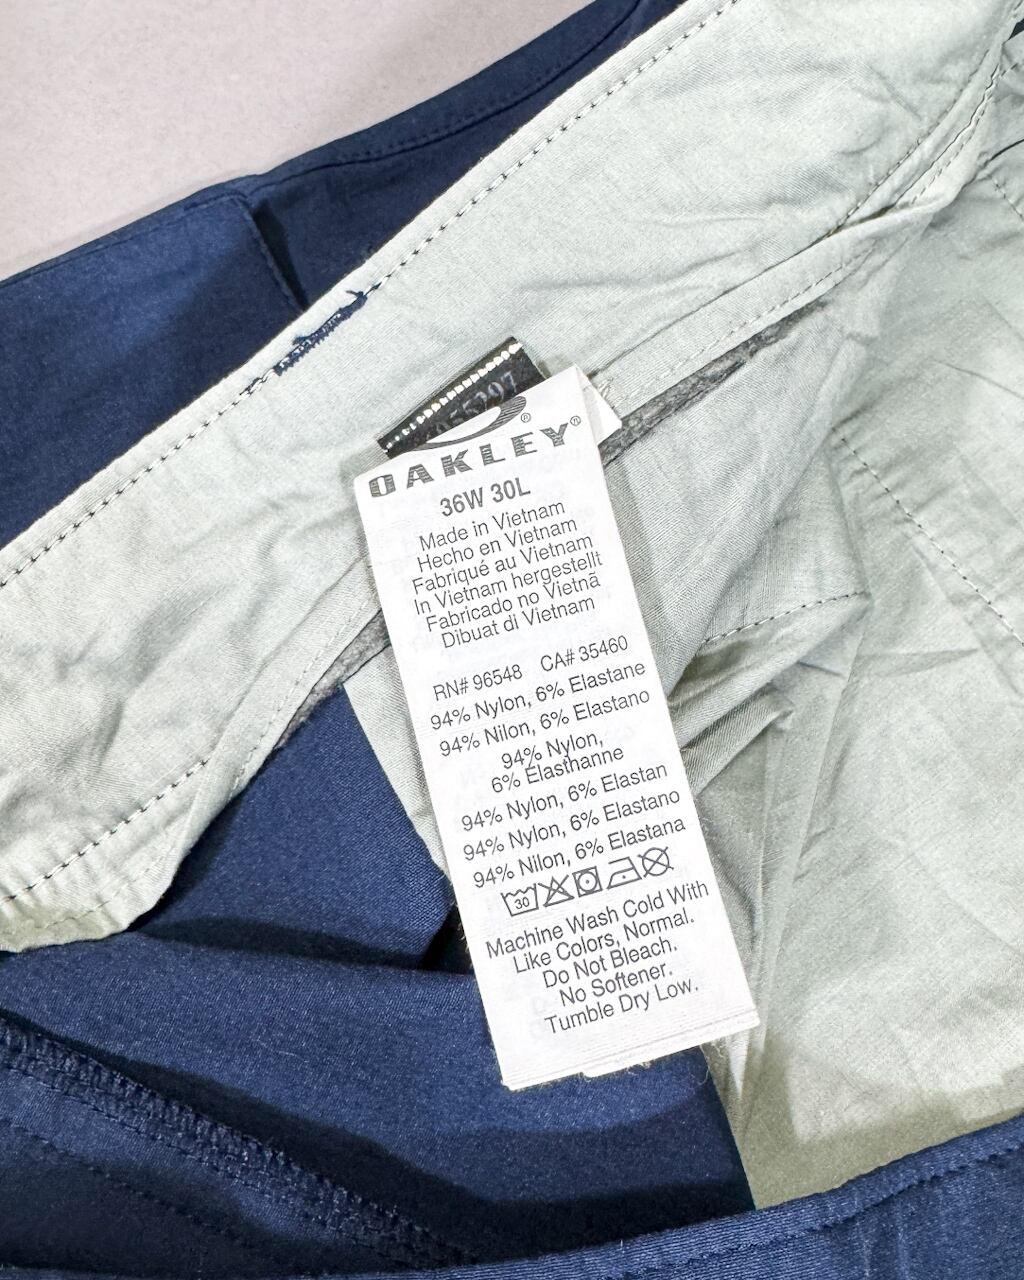 OAKLEY®
36W 30L
Made in Vietnam
Hecho en Vietnam
Fabriqué au Vietnam
In Vietnam hergestellt
Fabricado no Vietnã
Dibuat di Vietnam
RN# 96548 CA# 35460
94% Nylon, 6% Elastane
94% Nilon, 6% Elastano
94% Nylon,
6% Élasthanne
94% Nylon, 6% Elastan
94% Nylon, 6% Elastano
94% Nilon, 6% Elastana
30
Machine Wash Cold With
Like Colors, Normal.
Do Not Bleach.
No Softener.
Tumble Dry Low.